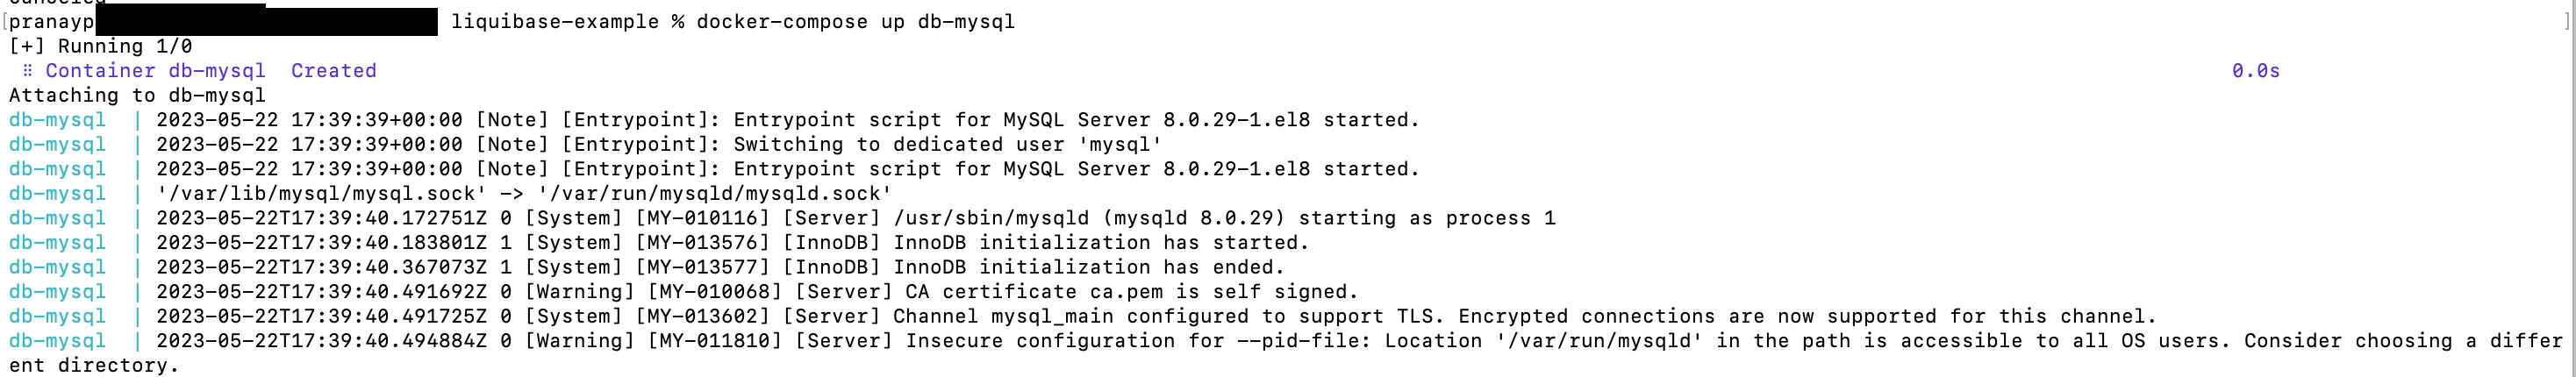 pranayp liquibase-example % docker-compose up db-mysql
[+] Running 1/0
⠿ Container db-mysql  Created 0.0s
Attaching to db-mysql
db-mysql  | 2023-05-22 17:39:39+00:00 [Note] [Entrypoint]: Entrypoint script for MySQL Server 8.0.29-1.el8 started.
db-mysql  | 2023-05-22 17:39:39+00:00 [Note] [Entrypoint]: Switching to dedicated user 'mysql'
db-mysql  | 2023-05-22 17:39:39+00:00 [Note] [Entrypoint]: Entrypoint script for MySQL Server 8.0.29-1.el8 started.
db-mysql  | '/var/lib/mysql/mysql.sock' -> '/var/run/mysqld/mysqld.sock'
db-mysql  | 2023-05-22T17:39:40.172751Z 0 [System] [MY-010116] [Server] /usr/sbin/mysqld (mysqld 8.0.29) starting as process 1
db-mysql  | 2023-05-22T17:39:40.183801Z 1 [System] [MY-013576] [InnoDB] InnoDB initialization has started.
db-mysql  | 2023-05-22T17:39:40.367073Z 1 [System] [MY-013577] [InnoDB] InnoDB initialization has ended.
db-mysql  | 2023-05-22T17:39:40.491692Z 0 [Warning] [MY-010068] [Server] CA certificate ca.pem is self signed.
db-mysql  | 2023-05-22T17:39:40.491725Z 0 [System] [MY-013602] [Server] Channel mysql_main configured to support TLS. Encrypted connections are now supported for this channel.
db-mysql  | 2023-05-22T17:39:40.494884Z 0 [Warning] [MY-011810] [Server] Insecure configuration for --pid-file: Location '/var/run/mysqld' in the path is accessible to all OS users. Consider choosing a differ
ent directory.